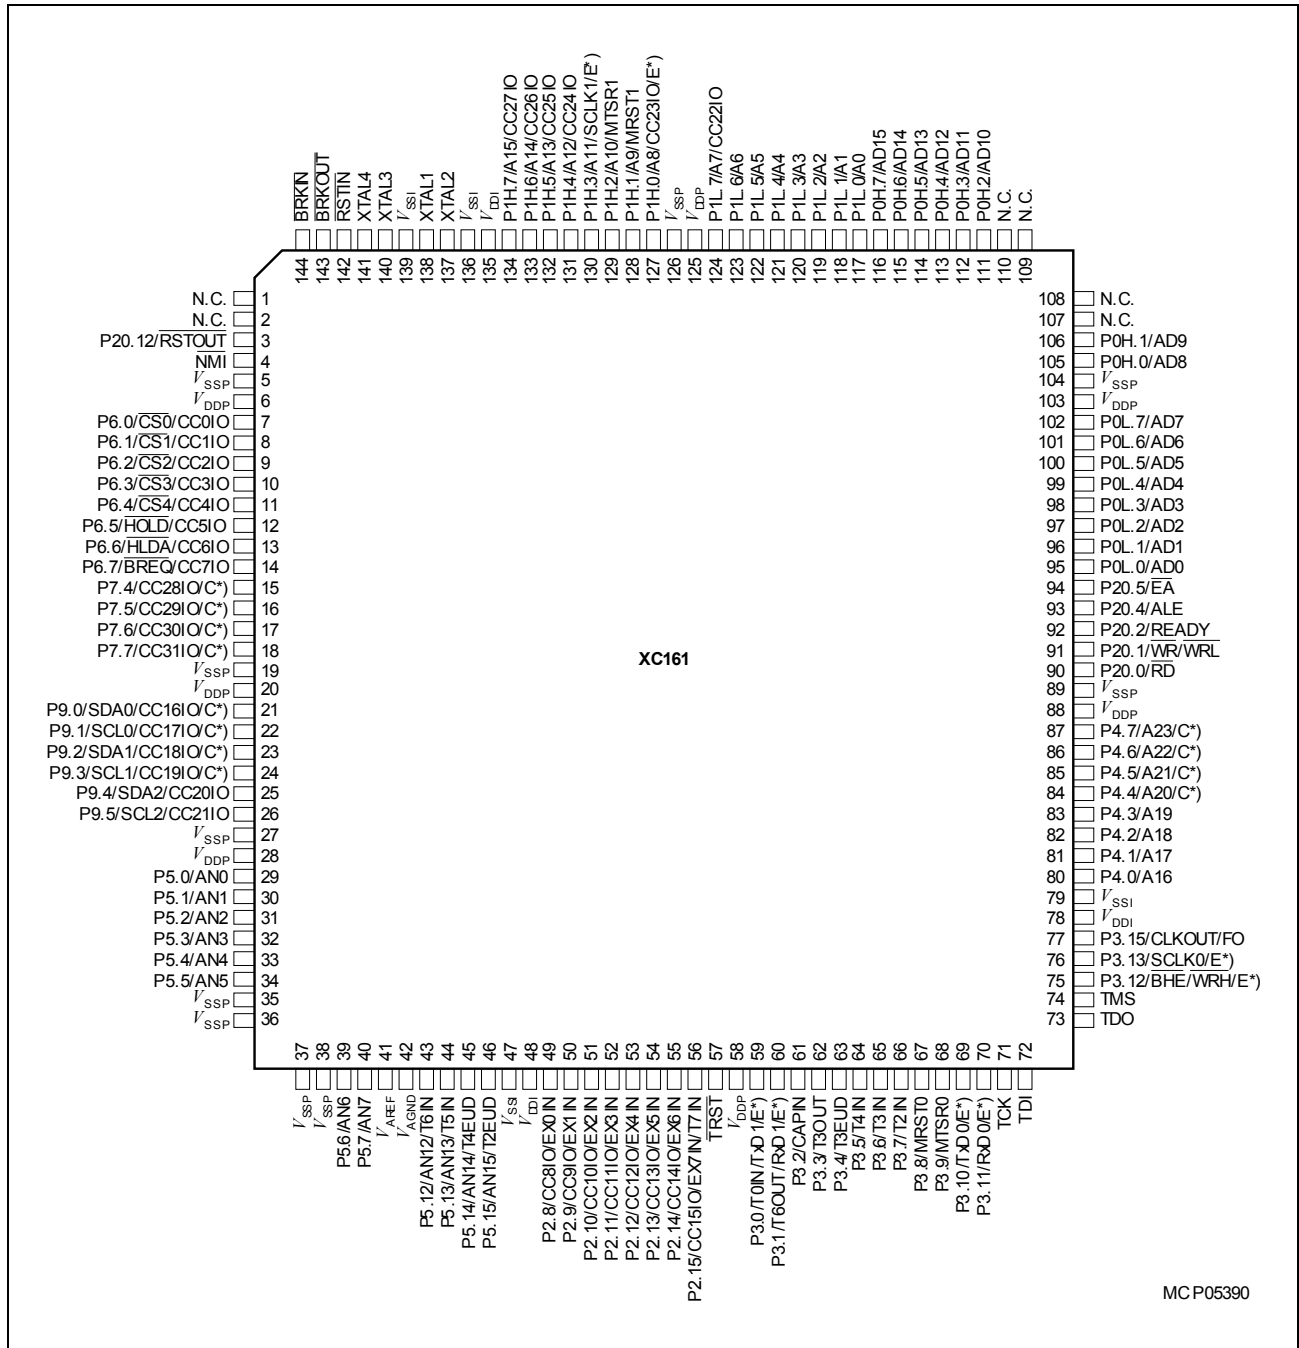 BRKIN
BRKOUT
RSTIN
XTAL4
XTAL3
VSSI
XTAL1
XTAL2
VSSI
VDDI
P1H.7/A15/CC27IO
P1H.6/A14/CC26IO
P1H.5/A13/CC25IO
P1H.4/A12/CC24IO
P1H.3/A11/SCLK1/E*)
P1H.2/A10/MTSR1
P1H.1/A9/MRST1
P1H.0/A8/CC23IO/E*)
VSSP
VDDP
P1L.7/A7/CC22IO
P1L.6/A6
P1L.5/A5
P1L.4/A4
P1L.3/A3
P1L.2/A2
P1L.1/A1
P1L.0/A0
P0H.7/AD15
P0H.6/AD14
P0H.5/AD13
P0H.4/AD12
P0H.3/AD11
P0H.2/AD10
N.C.
N.C.
144
143
142
141
140
139
138
137
136
135
134
133
132
131
130
129
128
127
126
125
124
123
122
121
120
119
118
117
116
115
114
113
112
111
110
109
N.C. 1
N.C. 2
P20.12/RSTOUT 3
NMI 4
VSSP 5
VDDP 6
P6.0/CS0/CC0IO 7
P6.1/CS1/CC1IO 8
P6.2/CS2/CC2IO 9
P6.3/CS3/CC3IO 10
P6.4/CS4/CC4IO 11
P6.5/HOLD/CC5IO 12
P6.6/HLDA/CC6IO 13
P6.7/BREQ/CC7IO 14
P7.4/CC28IO/C*) 15
P7.5/CC29IO/C*) 16
P7.6/CC30IO/C*) 17
P7.7/CC31IO/C*) 18
VSSP 19
VDDP 20
P9.0/SDA0/CC16IO/C*) 21
P9.1/SCL0/CC17IO/C*) 22
P9.2/SDA1/CC18IO/C*) 23
P9.3/SCL1/CC19IO/C*) 24
P9.4/SDA2/CC20IO 25
P9.5/SCL2/CC21IO 26
VSSP 27
VDDP 28
P5.0/AN0 29
P5.1/AN1 30
P5.2/AN2 31
P5.3/AN3 32
P5.4/AN4 33
P5.5/AN5 34
VSSP 35
VSSP 36
XC161
108 N.C.
107 N.C.
106 P0H.1/AD9
105 P0H.0/AD8
104 VSSP
103 VDDP
102 P0L.7/AD7
101 P0L.6/AD6
100 P0L.5/AD5
99 P0L.4/AD4
98 P0L.3/AD3
97 P0L.2/AD2
96 P0L.1/AD1
95 P0L.0/AD0
94 P20.5/EA
93 P20.4/ALE
92 P20.2/READY
91 P20.1/WR/WRL
90 P20.0/RD
89 VSSP
88 VDDP
87 P4.7/A23/C*)
86 P4.6/A22/C*)
85 P4.5/A21/C*)
84 P4.4/A20/C*)
83 P4.3/A19
82 P4.2/A18
81 P4.1/A17
80 P4.0/A16
79 VSSI
78 VDDI
77 P3.15/CLKOUT/FO
76 P3.13/SCLK0/E*)
75 P3.12/BHE/WRH/E*)
74 TMS
73 TDO
37
38
39
40
41
42
43
44
45
46
47
48
49
50
51
52
53
54
55
56
57
58
59
60
61
62
63
64
65
66
67
68
69
70
71
72
VSSP
VSSP
P5.6/AN6
P5.7/AN7
VAREF
VAGND
P5.12/AN12/T6IN
P5.13/AN13/T5IN
P5.14/AN14/T4EUD
P5.15/AN15/T2EUD
VSSI
VDDI
P2.8/CC8IO/EX0IN
P2.9/CC9IO/EX1IN
P2.10/CC10IO/EX2IN
P2.11/CC11IO/EX3IN
P2.12/CC12IO/EX4IN
P2.13/CC13IO/EX5IN
P2.14/CC14IO/EX6IN
P2.15/CC15IO/EX7IN/T7IN
TRST
VDDP
P3.0/T0IN/TxD1/E*)
P3.1/T6OUT/RxD1/E*)
P3.2/CAPIN
P3.3/T3OUT
P3.4/T3EUD
P3.5/T4IN
P3.6/T3IN
P3.7/T2IN
P3.8/MRST0
P3.9/MTSR0
P3.10/TxD0/E*)
P3.11/RxD0/E*)
TCK
TDI
MCP05390